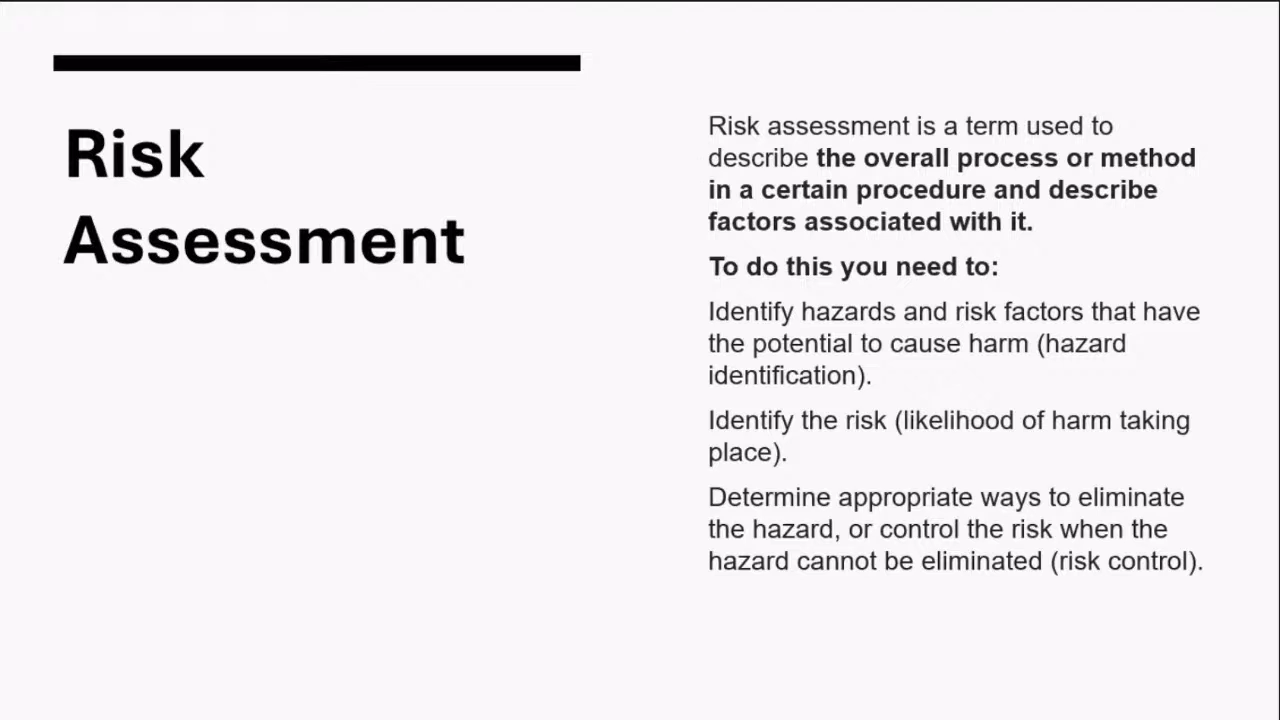 Risk
Assessment
Risk assessment is a term used to
describe the overall process or method
in a certain procedure and describe
factors associated with it.
To do this you need to:
Identify hazards and risk factors that have
the potential to cause harm (hazard
identification).
Identify the risk (likelihood of harm taking
place).
Determine appropriate ways to eliminate
the hazard, or control the risk when the
hazard cannot be eliminated (risk control).